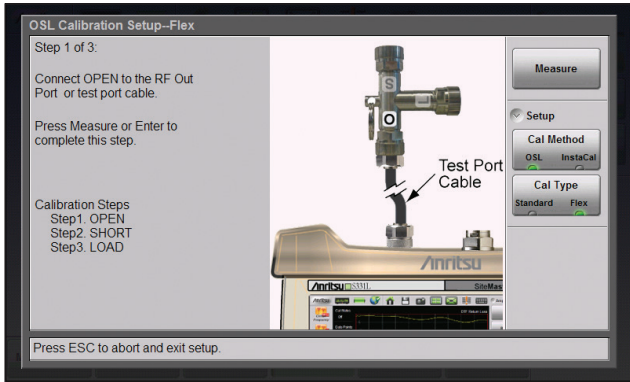 OSL Calibration Setup--Flex
Step 1 of 3:
Connect OPEN to the RF Out
Port or test port cable.
Press Measure or Enter to
complete this step.
Calibration Steps
Step1. OPEN
Step2. SHORT
Step3. LOAD
S
L
O
Test Port
Cable
Anritsu
Anritsu S331L
SiteMas
Measure
Setup
Cal Method
OSL InstaCal
Cal Type
Standard Flex
Press ESC to abort and exit setup.